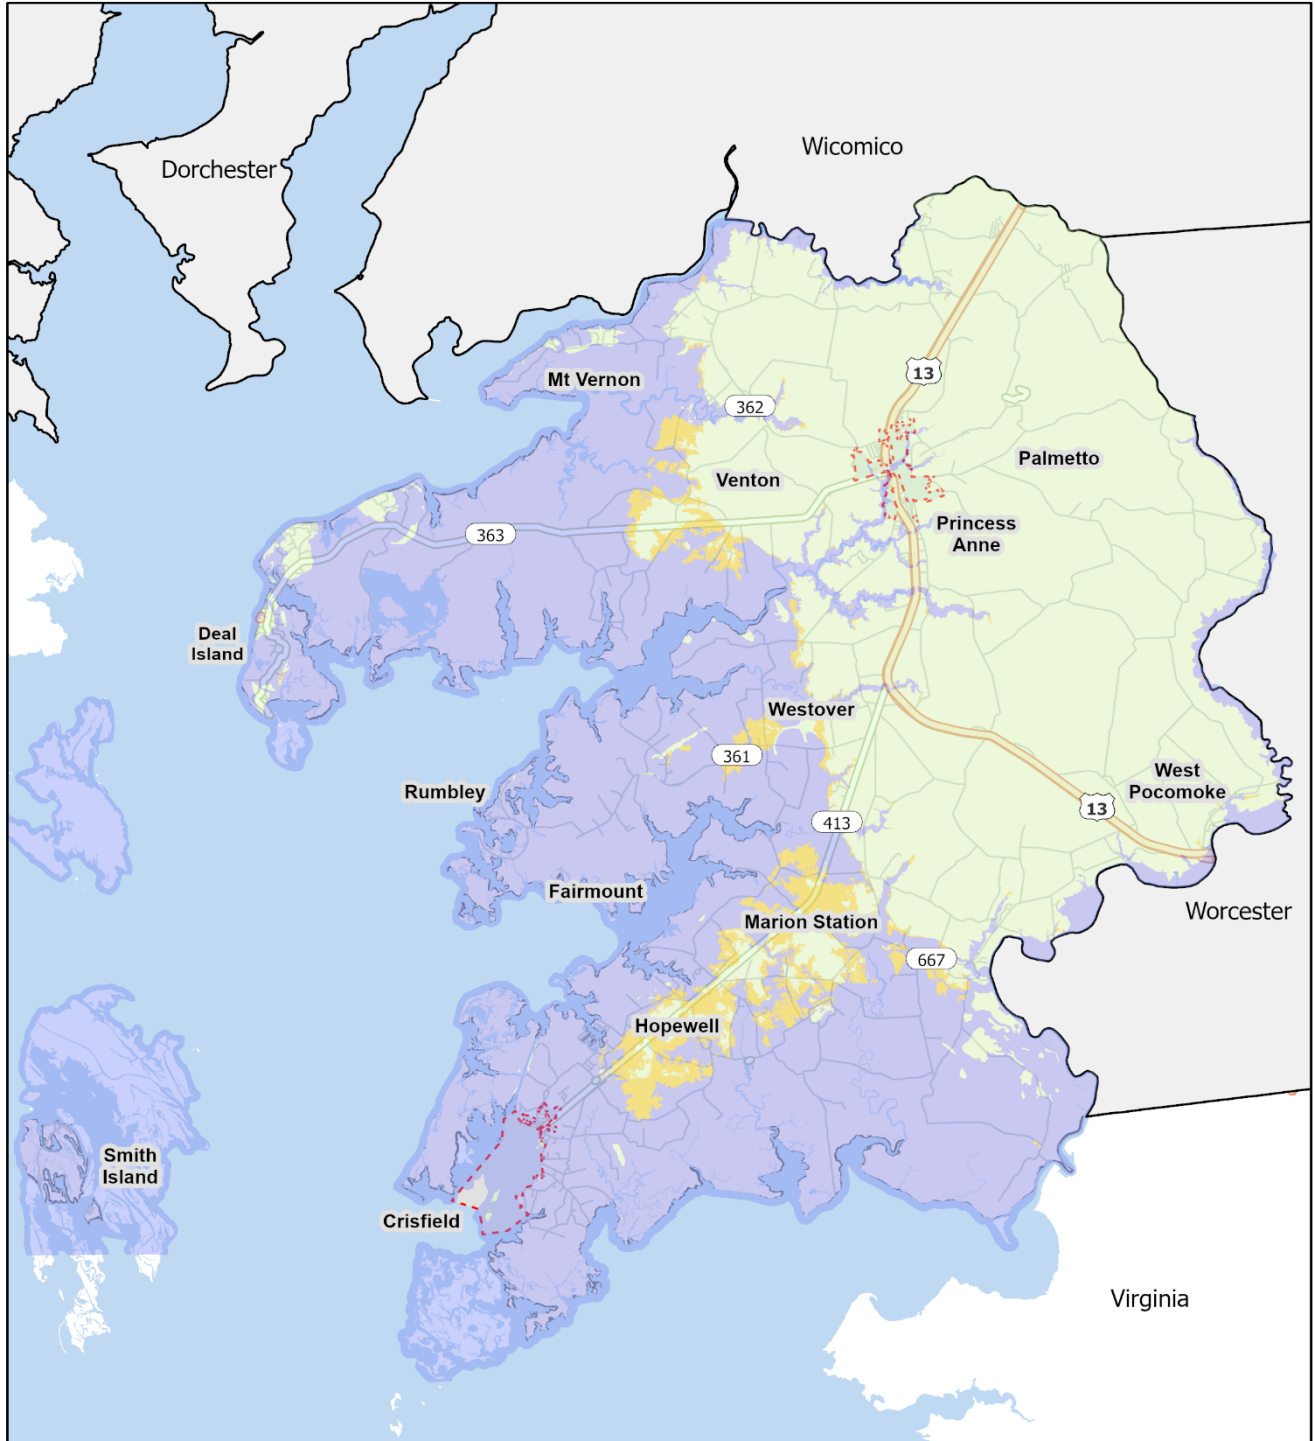 Wicomico
Dorchester
13
Mt Vernon
362
Palmetto
Venton
Princess
Anne
363
Deal
Island
Westover
361
West
Pocomoke
Rumbley
13
413
Fairmount
Worcester
Marion Station
667
Hopewell
Smith
Island
Crisfield
Virginia